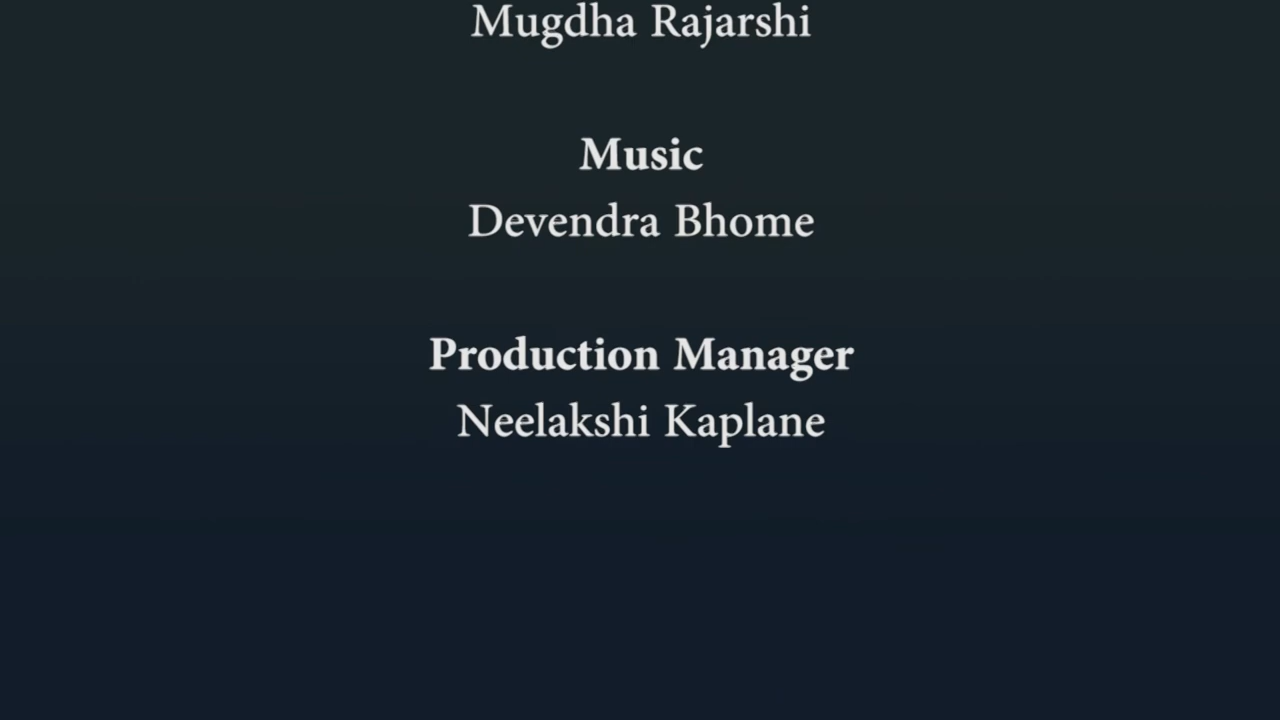 Mugdha Rajarshi
Music
Devendra Bhome
Production Manager
Neelakshi Kaplane